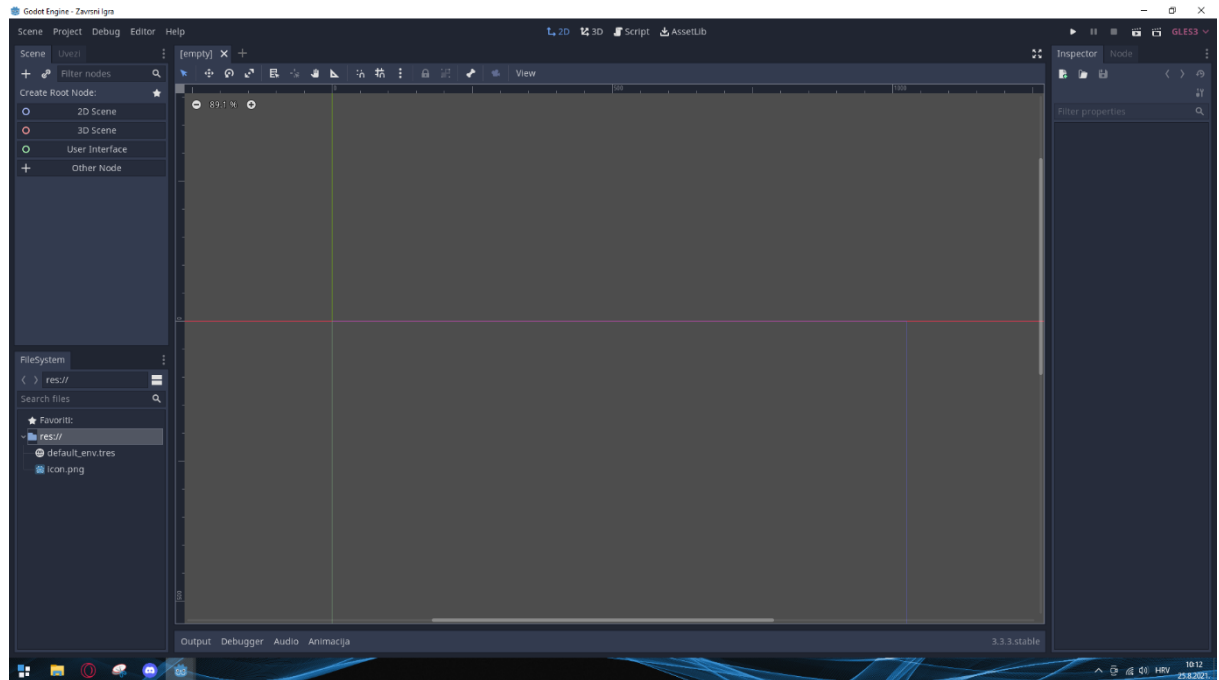 Godot Engine - Zavrsni Igra
Scene Project Debug Editor Help
2D 3D Script AssetLib
GLES3
Scene Uvezi
[empty]
Inspector Node
Filter nodes
View
Create Root Node:
2D Scene
3D Scene
User Interface
Other Node
89.1 %
0 500 1000
0
500
Filter properties
FileSystem
res://
Search files
Favoriti:
res://
default_env.tres
icon.png
Output Debugger Audio Animacija
3.3.3.stable
HRV
10:12
25.8.2021.